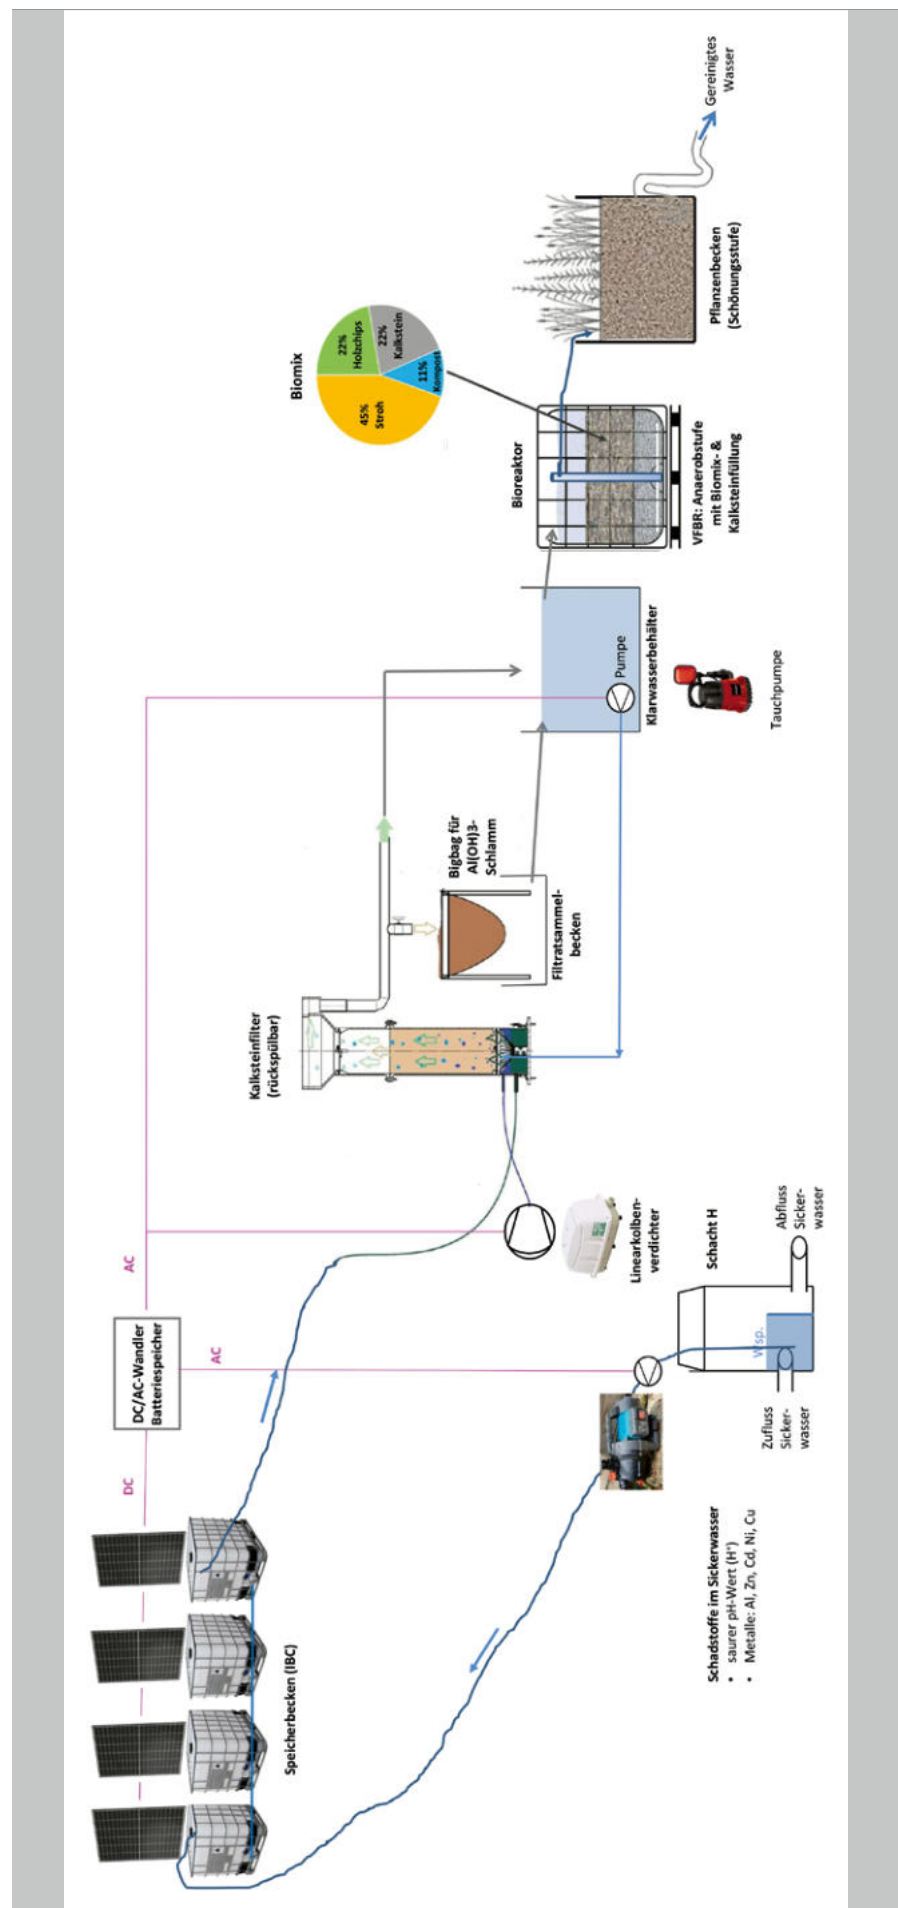 DC
DC/AC-Wandler
Batteriespeicher
AC
AC
Speicherbecken (IBC)
Kalksteinfilter
(rückspülbar)
Bigbag für
Al(OH)3-
Schlamm
Filtratsammel-
becken
Biomix
45%
Stroh
22%
Holzchips
22%
Kalkstein
11%
Kompost
Bioreaktor
VFBR: Anaerobstufe
mit Biomix- &
Kalksteinfüllung
Pflanzenbecken
(Schönungsstufe)
Gereinigtes
Wasser
Pumpe
Klarwasserbehälter
Tauchpumpe
Linearkolben-
verdichter
Schacht H
Wsp.
Zufluss
Sicker-
wasser
Abfluss
Sicker-
wasser
Schadstoffe im Sickerwasser
• saurer pH-Wert (H⁺)
• Metalle: Al, Zn, Cd, Ni, Cu